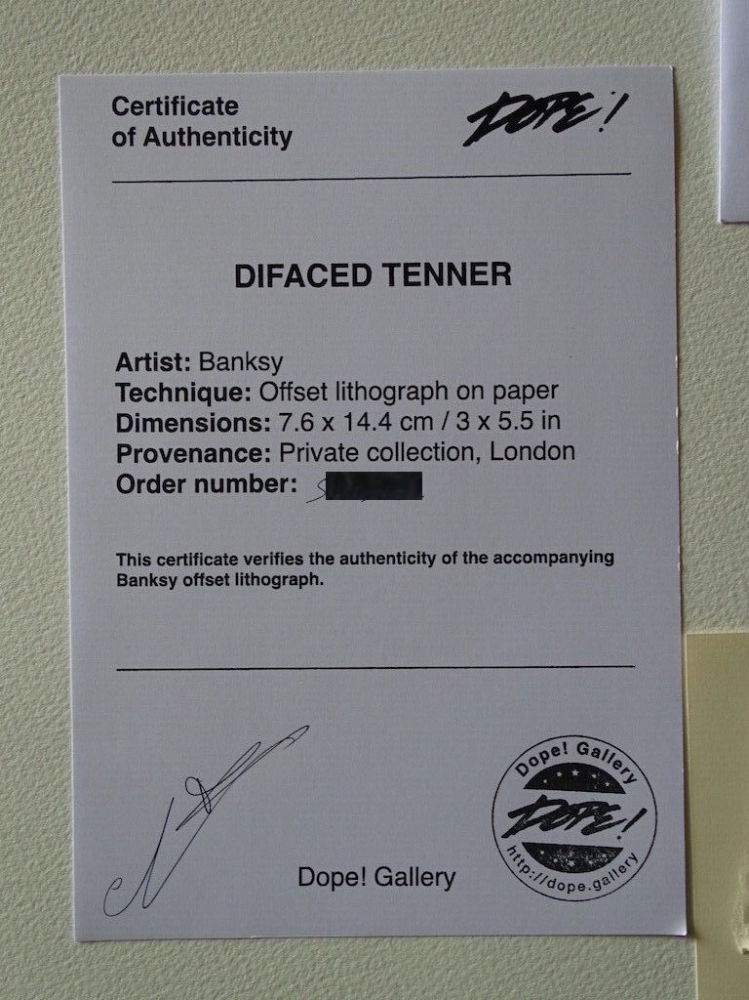 Certificate
of Authenticity
DOPE!
DIFACED TENNER
Artist: Banksy
Technique: Offset lithograph on paper
Dimensions: 7.6 x 14.4 cm / 3 x 5.5 in
Provenance: Private collection, London
Order number:
This certificate verifies the authenticity of the accompanying
Banksy offset lithograph.
Dope! Gallery
Dope! Gallery
DOPE!
http://dope.gallery